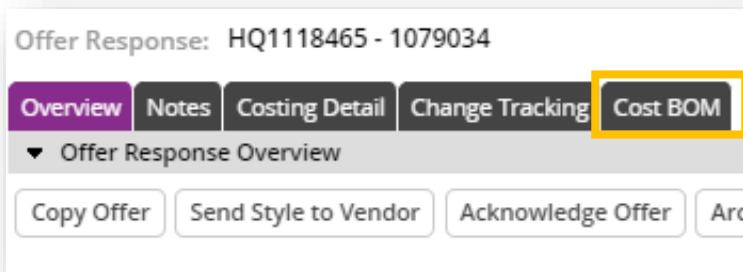 Offer Response: HQ1118465 - 1079034
Overview Notes Costing Detail Change Tracking Cost BOM
Offer Response Overview
Copy Offer Send Style to Vendor Acknowledge Offer